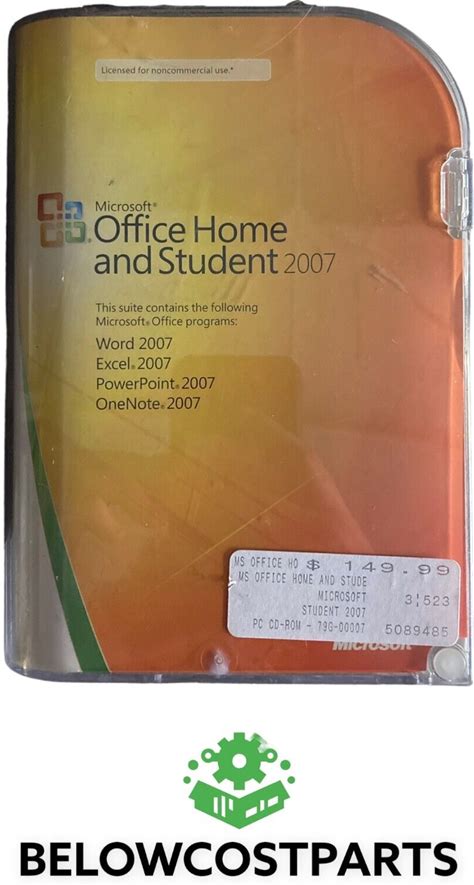 Licensed for noncommercial use.*
Microsoft®
Office Home
and Student 2007
This suite contains the following
Microsoft® Office programs:
Word 2007
Excel® 2007
PowerPoint® 2007
OneNote® 2007
MS OFFICE HO $ 149.99
MS OFFICE HOME AND STUDE
MICROSOFT 3¦523
STUDENT 2007
PC CD-ROM - 79G-00007 5089485
Microsoft
BELOWCOSTPARTS